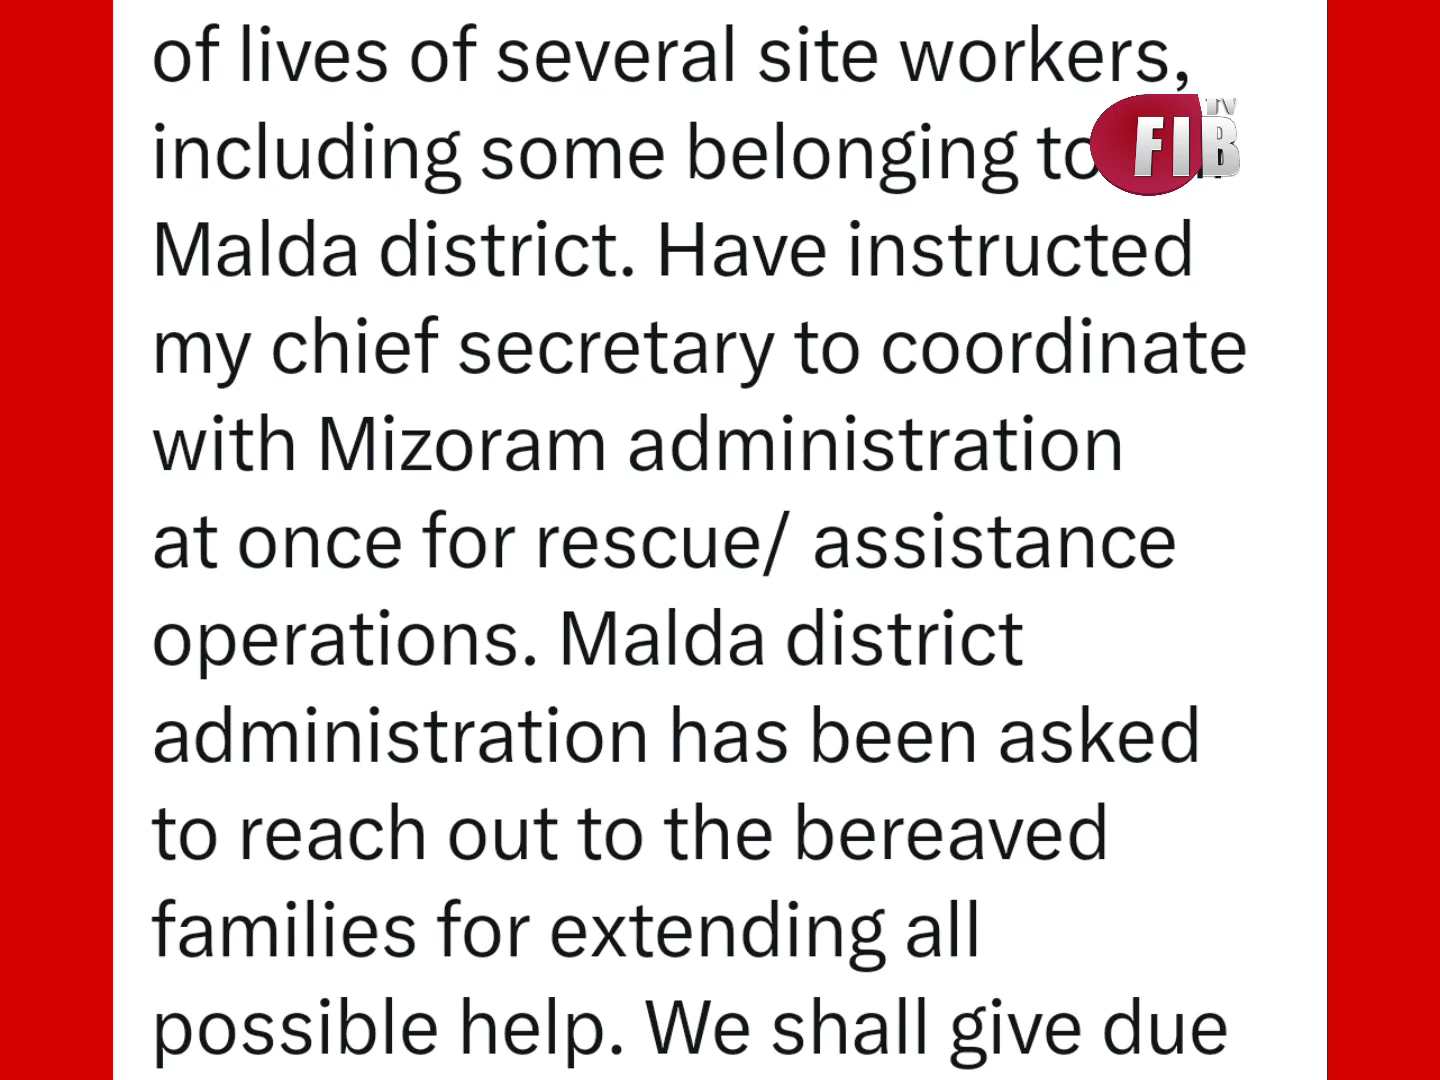 of lives of several site workers,
including some belonging to
Malda district. Have instructed
my chief secretary to coordinate
with Mizoram administration
at once for rescue/ assistance
operations. Malda district
administration has been asked
to reach out to the bereaved
families for extending all
possible help. We shall give due
FIB TV